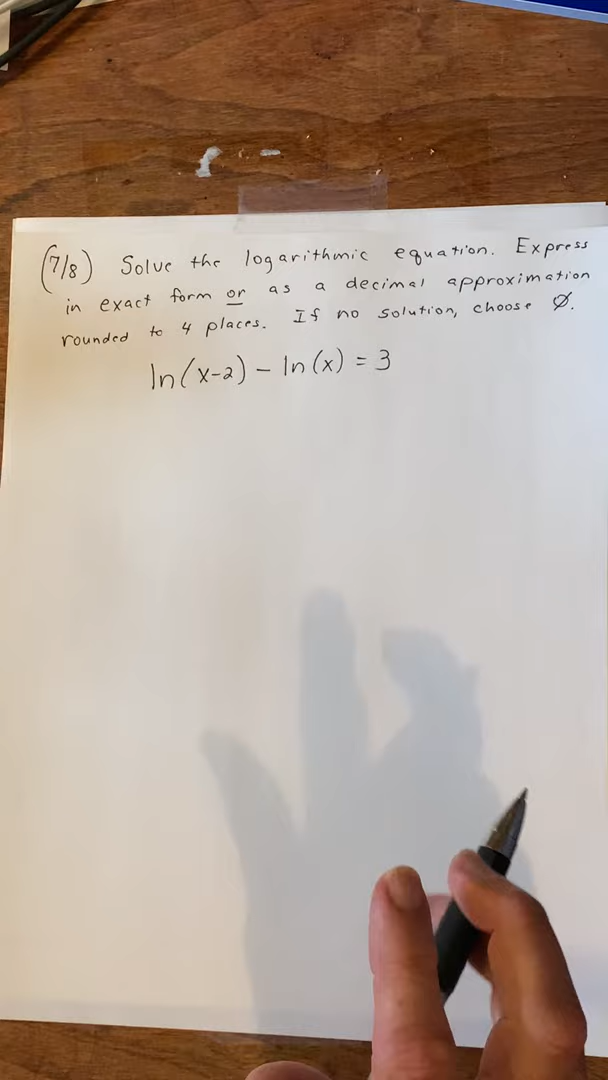 (7/8) Solve the logarithmic equation. Express
in exact form or as a decimal approximation
rounded to 4 places. If no solution, choose Ø.
ln(x-2) - ln(x) = 3